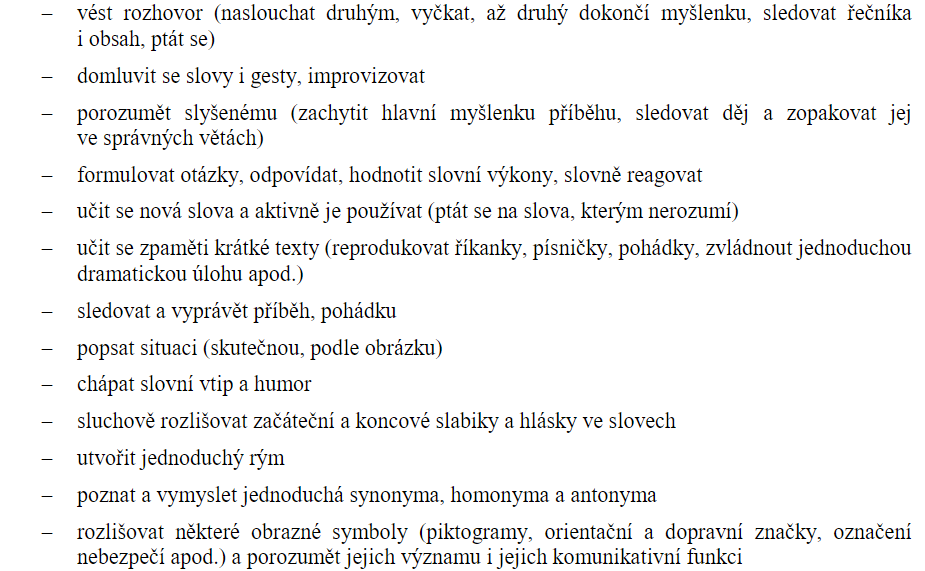 – vést rozhovor (naslouchat druhým, vyčkat, až druhý dokončí myšlenku, sledovat řečníka
i obsah, ptát se)
– domluvit se slovy i gesty, improvizovat
– porozumět slyšenému (zachytit hlavní myšlenku příběhu, sledovat děj a zopakovat jej
ve správných větách)
– formulovat otázky, odpovídat, hodnotit slovní výkony, slovně reagovat
– učit se nová slova a aktivně je používat (ptát se na slova, kterým nerozumí)
– učit se zpaměti krátké texty (reprodukovat říkanky, písničky, pohádky, zvládnout jednoduchou
dramatickou úlohu apod.)
– sledovat a vyprávět příběh, pohádku
– popsat situaci (skutečnou, podle obrázku)
– chápat slovní vtip a humor
– sluchově rozlišovat začáteční a koncové slabiky a hlásky ve slovech
– utvořit jednoduchý rým
– poznat a vymyslet jednoduchá synonyma, homonyma a antonyma
– rozlišovat některé obrazné symboly (piktogramy, orientační a dopravní značky, označení
nebezpečí apod.) a porozumět jejich významu i jejich komunikativní funkci